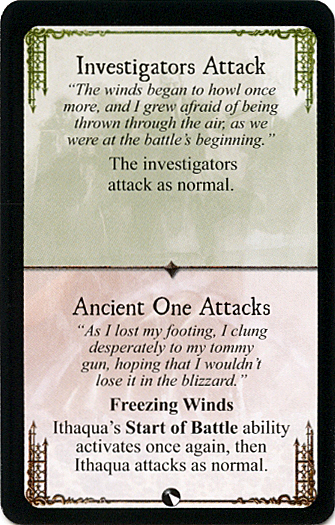 Investigators Attack
“The winds began to howl once
more, and I grew afraid of being
thrown through the air, as we
were at the battle’s beginning.”
The investigators
attack as normal.
Ancient One Attacks
“As I lost my footing, I clung
desperately to my tommy
gun, hoping that I wouldn’t
lose it in the blizzard.”
Freezing Winds
Ithaqua’s Start of Battle ability
activates once again, then
Ithaqua attacks as normal.